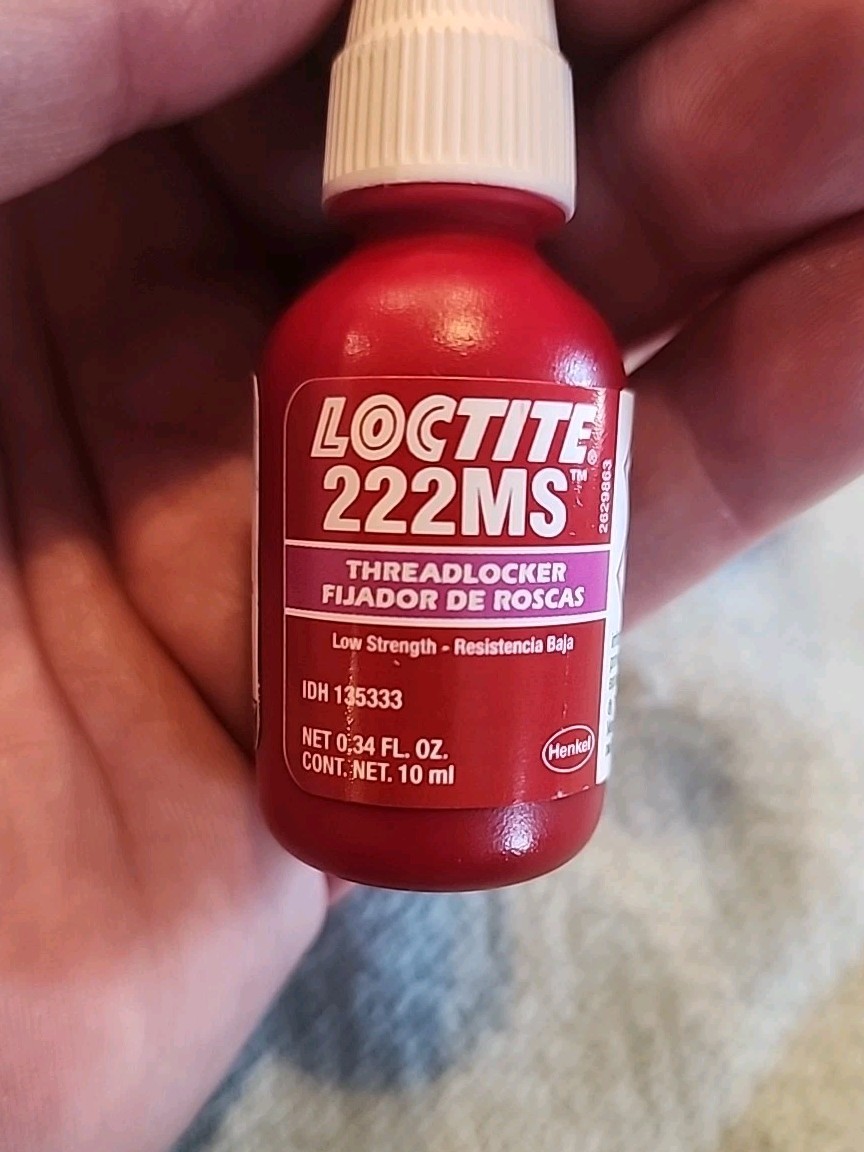 LOCTITE®
222MS™
2629863
THREADLOCKER
FIJADOR DE ROSCAS
Low Strength - Resistencia Baja
IDH 135333
NET 0,34 FL. OZ.
CONT. NET. 10 ml
Henkel